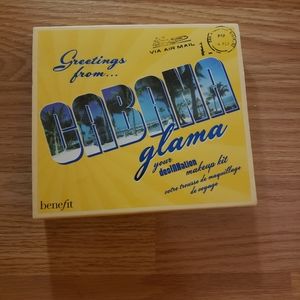 Greetings
from...
VIA AIR MAIL
CABANA
glama
your
destINation
makeup kit
votre trousse de maquillage
de voyage
benefit